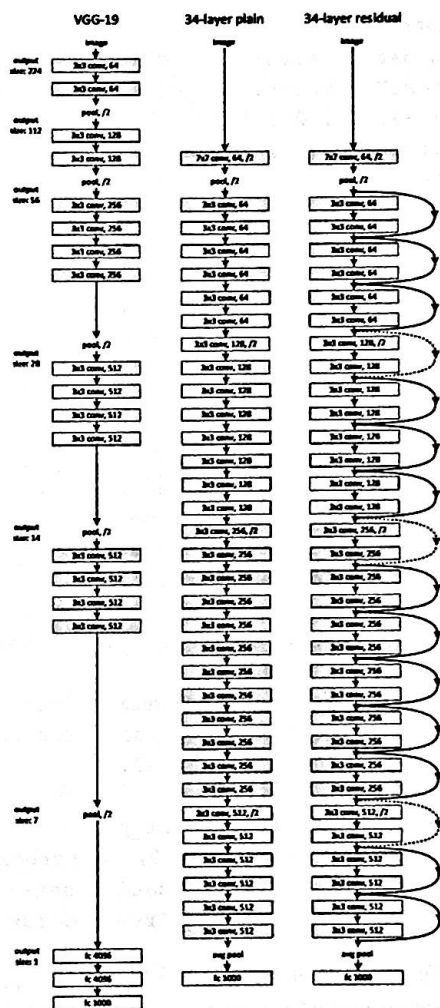 output
size: 224
output
size: 112
output
size: 56
output
size: 28
output
size: 14
output
size: 7
output
size: 1
VGG-19
image
3x3 conv, 64
3x3 conv, 64
pool, /2
3x3 conv, 128
3x3 conv, 128
pool, /2
3x3 conv, 256
3x3 conv, 256
3x3 conv, 256
3x3 conv, 256
pool, /2
3x3 conv, 512
3x3 conv, 512
3x3 conv, 512
3x3 conv, 512
pool, /2
3x3 conv, 512
3x3 conv, 512
3x3 conv, 512
3x3 conv, 512
pool, /2
fc 4096
fc 4096
fc 1000
34-layer plain
image
7x7 conv, 64, /2
pool, /2
3x3 conv, 64
3x3 conv, 64
3x3 conv, 64
3x3 conv, 64
3x3 conv, 64
3x3 conv, 64
3x3 conv, 128, /2
3x3 conv, 128
3x3 conv, 128
3x3 conv, 128
3x3 conv, 128
3x3 conv, 128
3x3 conv, 128
3x3 conv, 128
3x3 conv, 256, /2
3x3 conv, 256
3x3 conv, 256
3x3 conv, 256
3x3 conv, 256
3x3 conv, 256
3x3 conv, 256
3x3 conv, 256
3x3 conv, 256
3x3 conv, 256
3x3 conv, 256
3x3 conv, 256
3x3 conv, 512, /2
3x3 conv, 512
3x3 conv, 512
3x3 conv, 512
3x3 conv, 512
3x3 conv, 512
avg pool
fc 1000
34-layer residual
image
7x7 conv, 64, /2
pool, /2
3x3 conv, 64
3x3 conv, 64
3x3 conv, 64
3x3 conv, 64
3x3 conv, 64
3x3 conv, 64
3x3 conv, 128, /2
3x3 conv, 128
3x3 conv, 128
3x3 conv, 128
3x3 conv, 128
3x3 conv, 128
3x3 conv, 128
3x3 conv, 128
3x3 conv, 256, /2
3x3 conv, 256
3x3 conv, 256
3x3 conv, 256
3x3 conv, 256
3x3 conv, 256
3x3 conv, 256
3x3 conv, 256
3x3 conv, 256
3x3 conv, 256
3x3 conv, 256
3x3 conv, 256
3x3 conv, 512, /2
3x3 conv, 512
3x3 conv, 512
3x3 conv, 512
3x3 conv, 512
3x3 conv, 512
avg pool
fc 1000